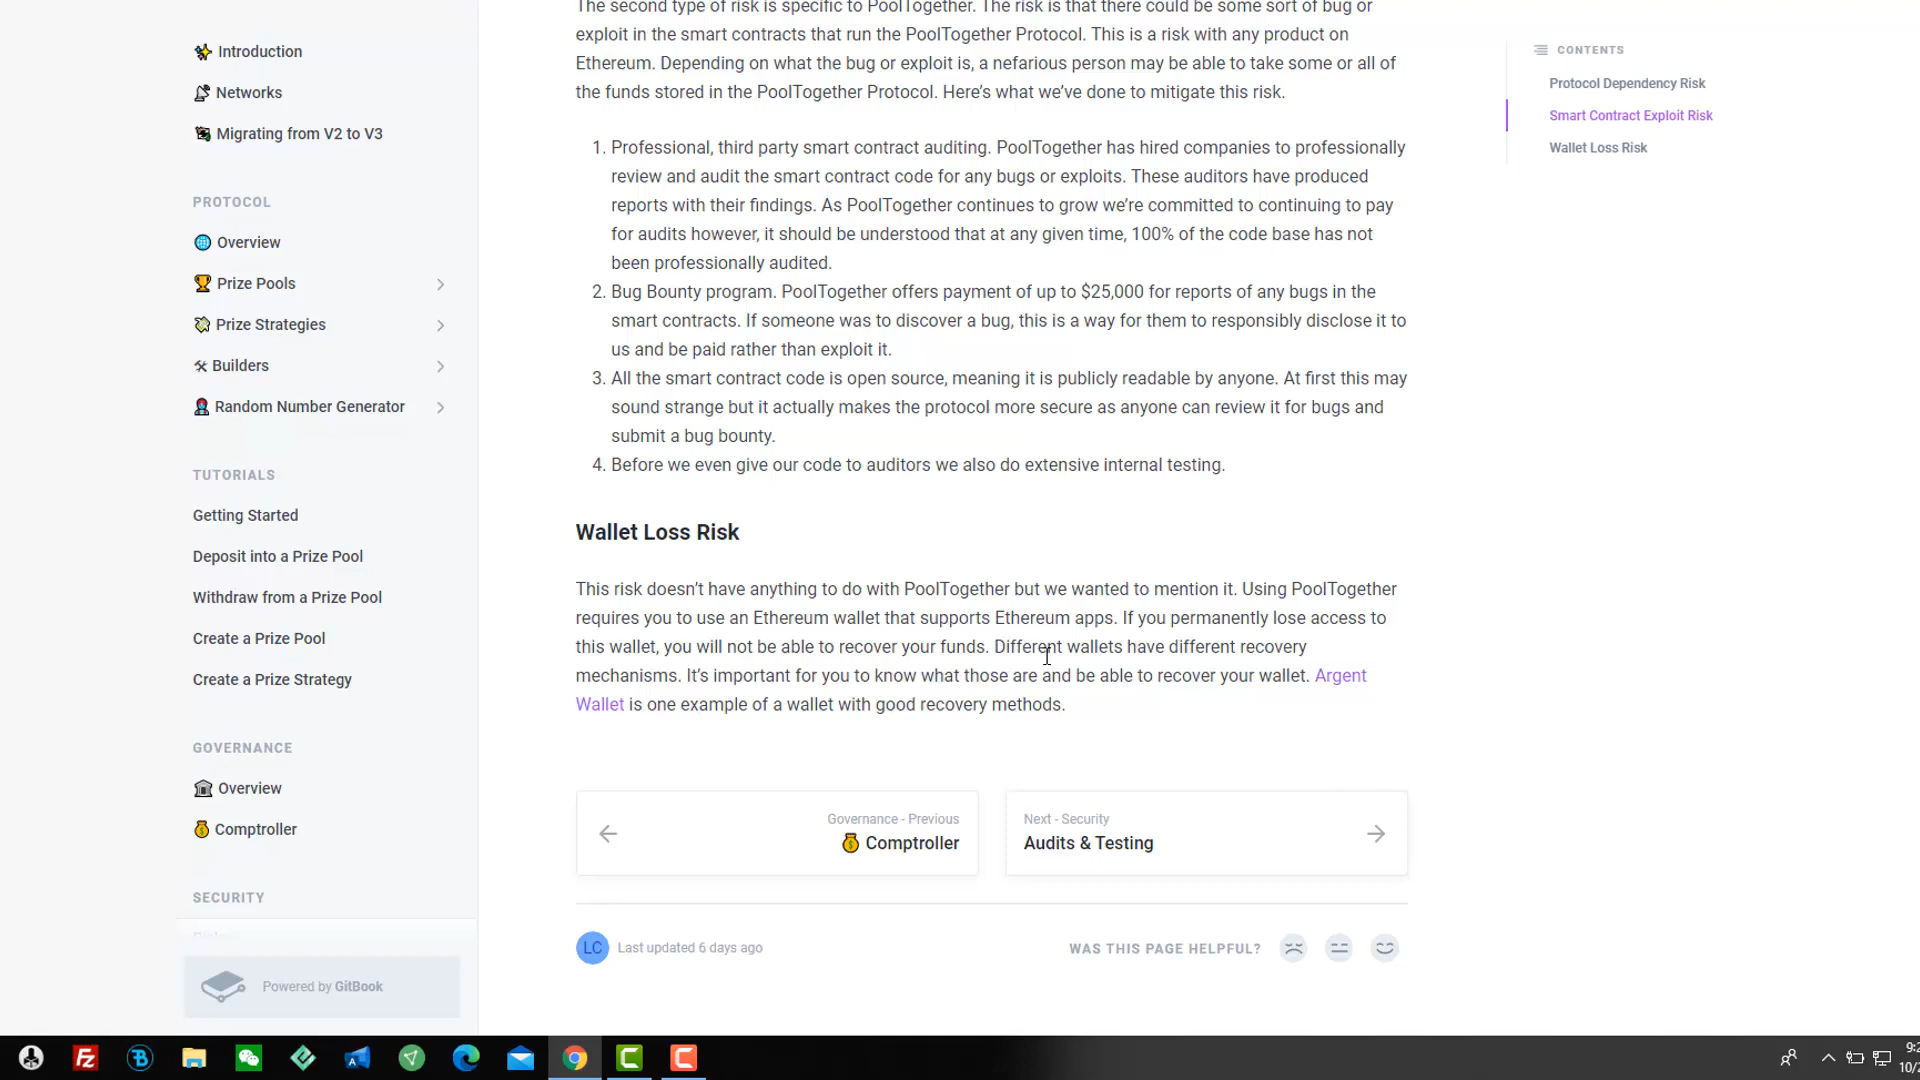 Introduction
Networks
Migrating from V2 to V3
PROTOCOL
Overview
Prize Pools
Prize Strategies
Builders
Random Number Generator
TUTORIALS
Getting Started
Deposit into a Prize Pool
Withdraw from a Prize Pool
Create a Prize Pool
Create a Prize Strategy
GOVERNANCE
Overview
Comptroller
SECURITY
Powered by GitBook
The second type of risk is specific to PoolTogether. The risk is that there could be some sort of bug or
exploit in the smart contracts that run the PoolTogether Protocol. This is a risk with any product on
Ethereum. Depending on what the bug or exploit is, a nefarious person may be able to take some or all of
the funds stored in the PoolTogether Protocol. Here’s what we’ve done to mitigate this risk.
1. Professional, third party smart contract auditing. PoolTogether has hired companies to professionally
review and audit the smart contract code for any bugs or exploits. These auditors have produced
reports with their findings. As PoolTogether continues to grow we’re committed to continuing to pay
for audits however, it should be understood that at any given time, 100% of the code base has not
been professionally audited.
2. Bug Bounty program. PoolTogether offers payment of up to $25,000 for reports of any bugs in the
smart contracts. If someone was to discover a bug, this is a way for them to responsibly disclose it to
us and be paid rather than exploit it.
3. All the smart contract code is open source, meaning it is publicly readable by anyone. At first this may
sound strange but it actually makes the protocol more secure as anyone can review it for bugs and
submit a bug bounty.
4. Before we even give our code to auditors we also do extensive internal testing.
Wallet Loss Risk
This risk doesn’t have anything to do with PoolTogether but we wanted to mention it. Using PoolTogether
requires you to use an Ethereum wallet that supports Ethereum apps. If you permanently lose access to
this wallet, you will not be able to recover your funds. Different wallets have different recovery
mechanisms. It’s important for you to know what those are and be able to recover your wallet. Argent
Wallet is one example of a wallet with good recovery methods.
Governance - Previous
Comptroller
Next - Security
Audits & Testing
LC Last updated 6 days ago
WAS THIS PAGE HELPFUL?
CONTENTS
Protocol Dependency Risk
Smart Contract Exploit Risk
Wallet Loss Risk